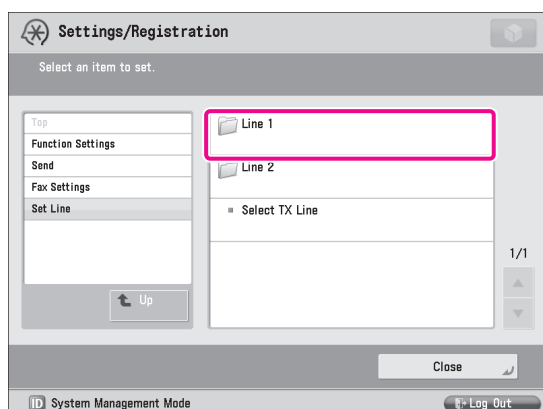 Settings/Registration
Select an item to set.
Top
Function Settings
Send
Fax Settings
Set Line
Up
Line 1
Line 2
Select TX Line
1/1
Close
ID System Management Mode
Log Out